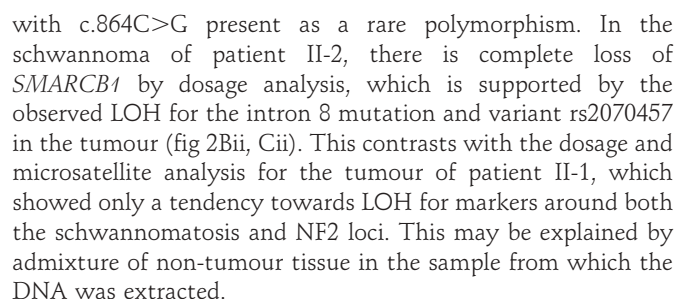 with c.864C>G present as a rare polymorphism. In the
schwannoma of patient II-2, there is complete loss of
SMARCB1 by dosage analysis, which is supported by the
observed LOH for the intron 8 mutation and variant rs2070457
in the tumour (fig 2Bii, Cii). This contrasts with the dosage and
microsatellite analysis for the tumour of patient II-1, which
showed only a tendency towards LOH for markers around both
the schwannomatosis and NF2 loci. This may be explained by
admixture of non-tumour tissue in the sample from which the
DNA was extracted.